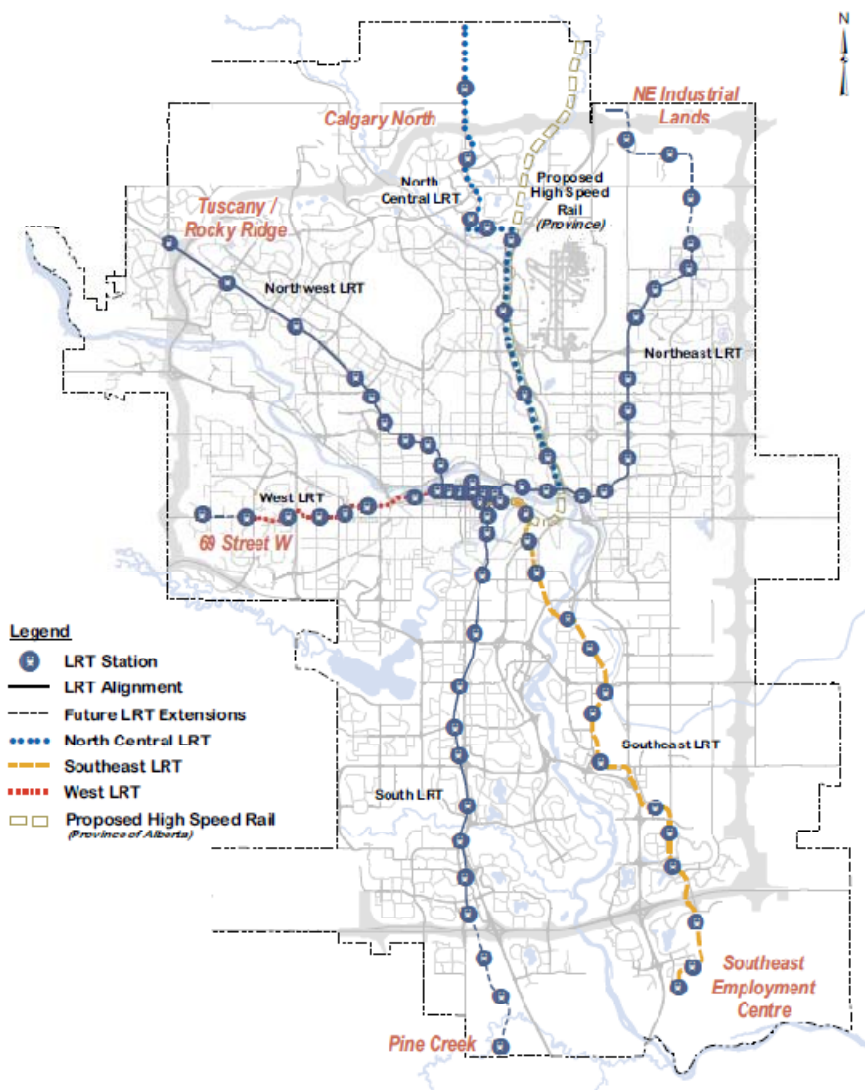 N
NE Industrial
Lands
Calgary North
North
Central LRT
Proposed
High Speed
Rail
(Province)
Tuscany /
Rocky Ridge
Northwest LRT
Northeast LRT
West LRT
69 Street W
Legend
LRT Station
LRT Alignment
Future LRT Extensions
North Central LRT
Southeast LRT
West LRT
Proposed High Speed Rail
(Province of Alberta)
Southeast LRT
South LRT
Southeast
Employment
Centre
Pine Creek